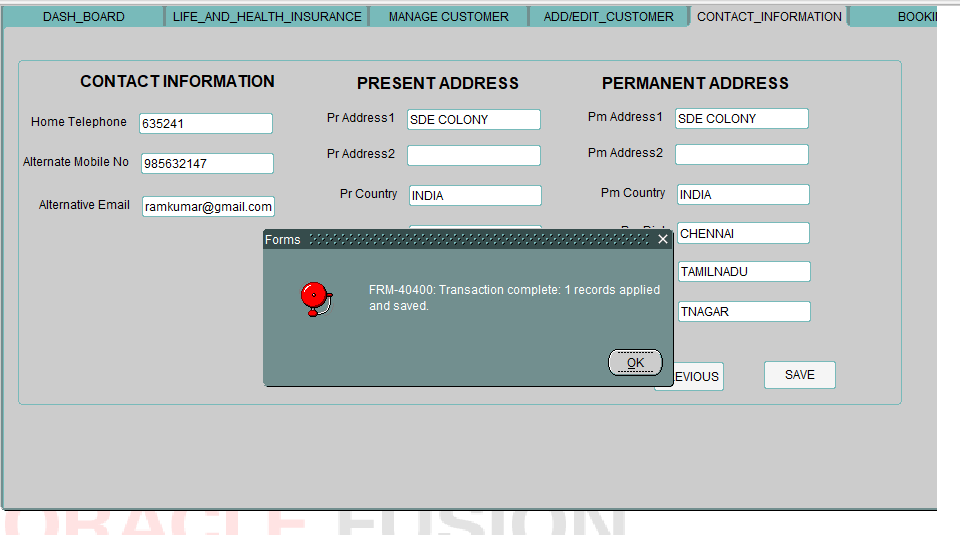 DASH_BOARD LIFE_AND_HEALTH_INSURANCE MANAGE CUSTOMER ADD/EDIT_CUSTOMER CONTACT_INFORMATION BOOKI
CONTACT INFORMATION PRESENT ADDRESS PERMANENT ADDRESS
Home Telephone 635241 Pr Address1 SDE COLONY Pm Address1 SDE COLONY
Alternate Mobile No 985632147 Pr Address2 Pm Address2
Alternative Email ramkumar@gmail.com Pr Country INDIA Pm Country INDIA
CHENNAI
Forms
TAMILNADU
FRM-40400: Transaction complete: 1 records applied
and saved.
TNAGAR
OK
EVIOUS SAVE
ORACLE FUSION